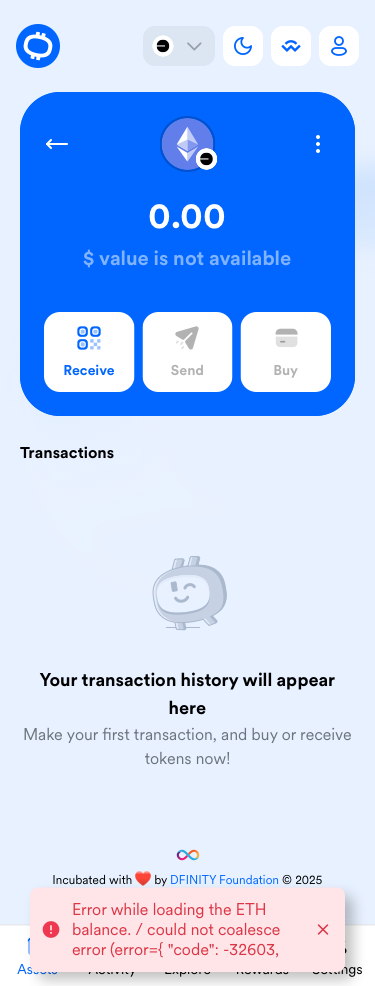 0.00
$ value is not available
Receive
Send
Buy
Transactions
Your transaction history will appear
here
Make your first transaction, and buy or receive
tokens now!
Incubated with ❤️ by DFINITY Foundation © 2025
Error while loading the ETH
balance. / could not coalesce
error (error={ "code": -32603,
Assets
Activity
Explore
Rewards
Settings